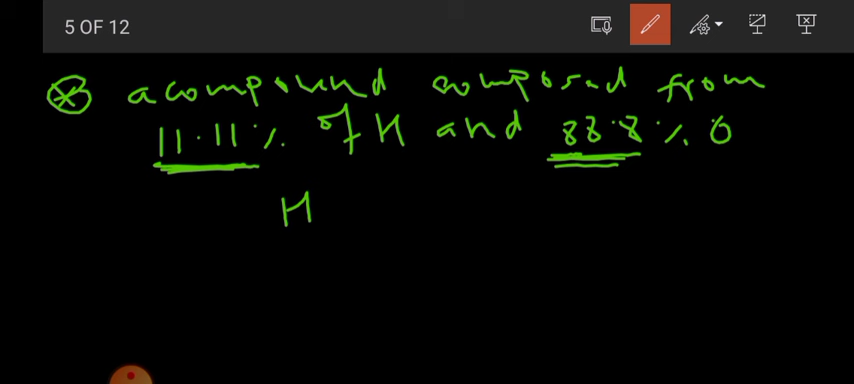 5 OF 12
a compound composed from
11.11% of H and 88.8% O
H